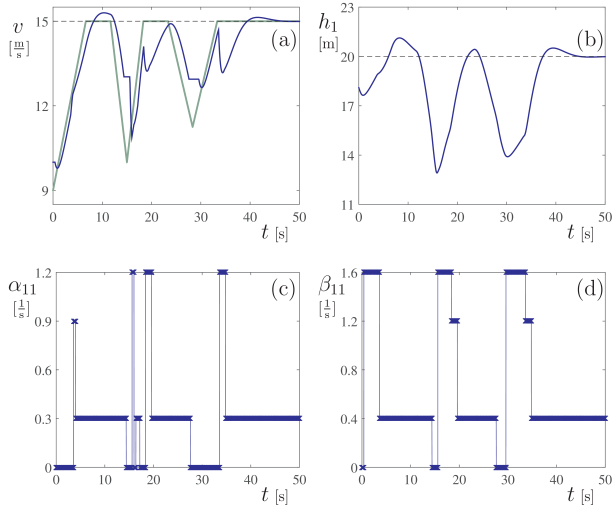 v
[m/s]
(a)
15
12
9
0 10 20 30 40 50
t [s]
h₁
[m]
(b)
23
20
17
14
11
0 10 20 30 40 50
t [s]
α₁₁
[1/s]
(c)
1.2
0.9
0.6
0.3
0
0 10 20 30 40 50
t [s]
β₁₁
[1/s]
(d)
1.6
1.2
0.8
0.4
0
0 10 20 30 40 50
t [s]